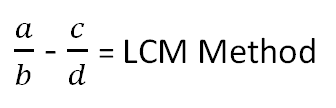 a/b - c/d = LCM Method